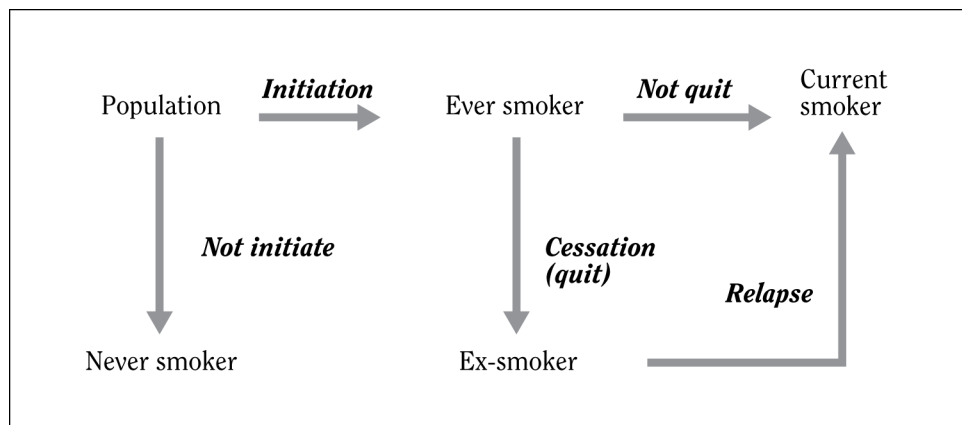 Population
Initiation
Ever smoker
Not quit
Current
smoker
Not initiate
Cessation
(quit)
Relapse
Never smoker
Ex-smoker